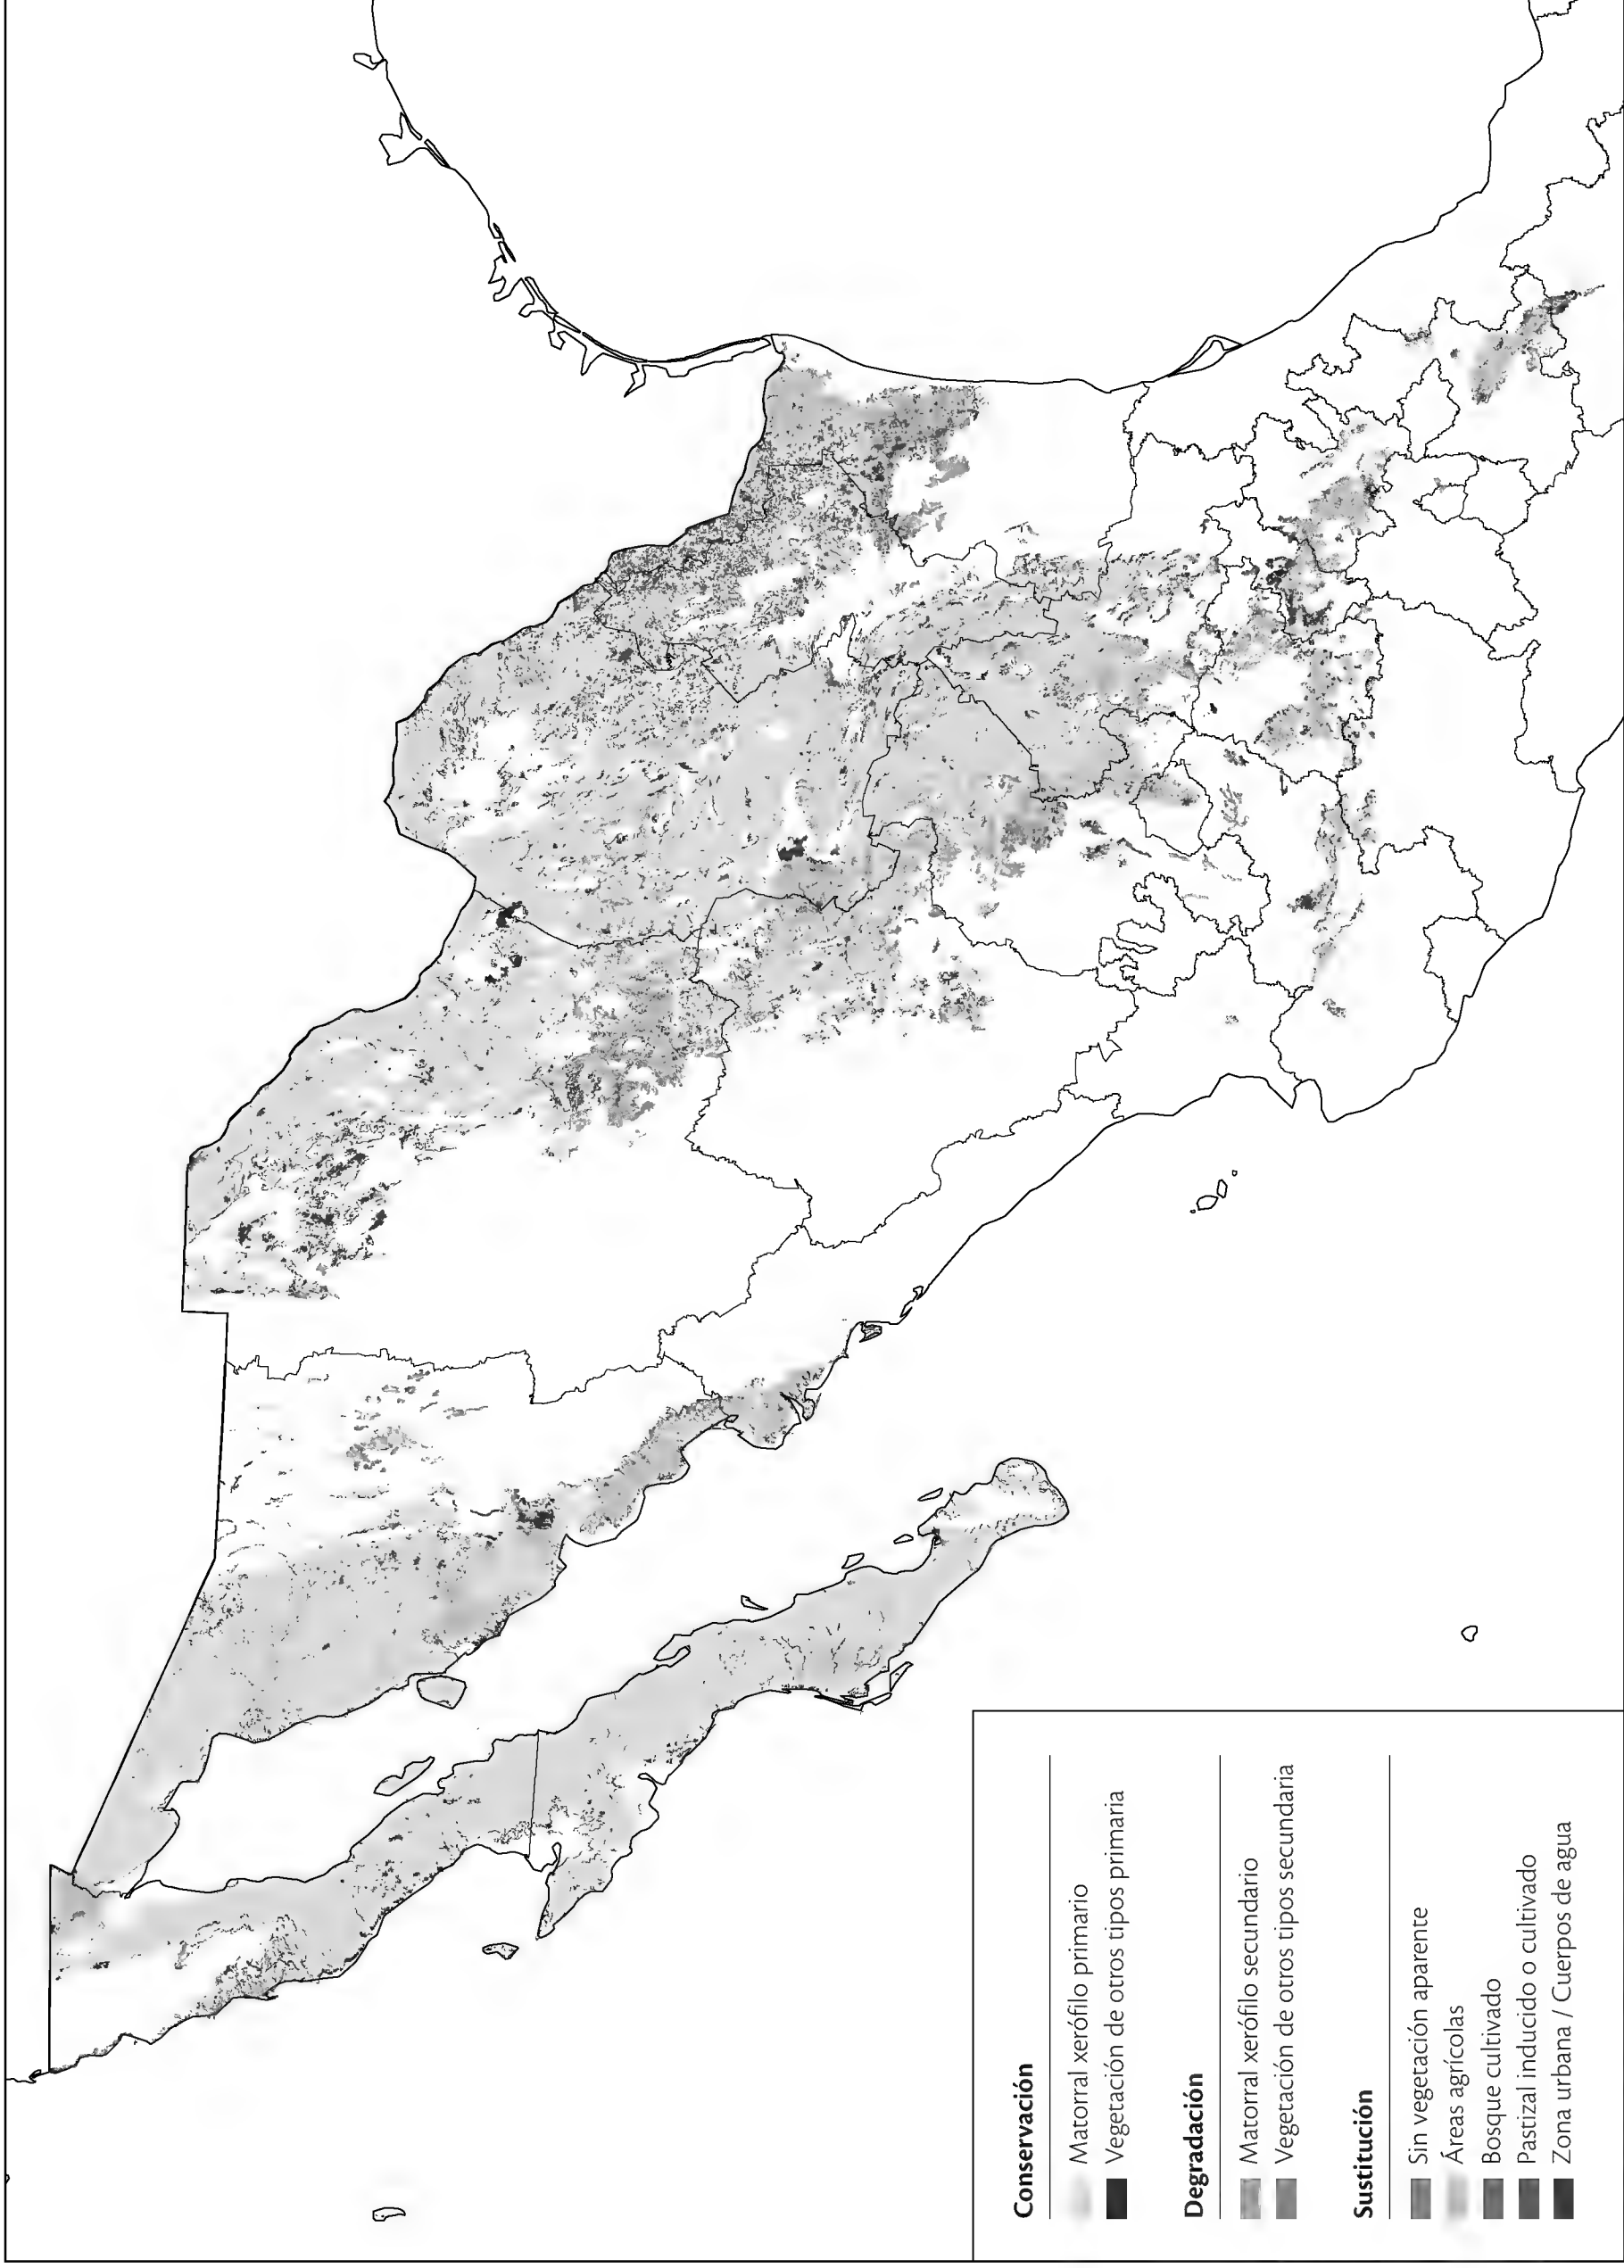 Conservación
Matorral xerófilo primario
Vegetación de otros tipos primaria
Degradación
Matorral xerófilo secundario
Vegetación de otros tipos secundaria
Sustitución
Sin vegetación aparente
Áreas agrícolas
Bosque cultivado
Pastizal inducido o cultivado
Zona urbana / Cuerpos de agua